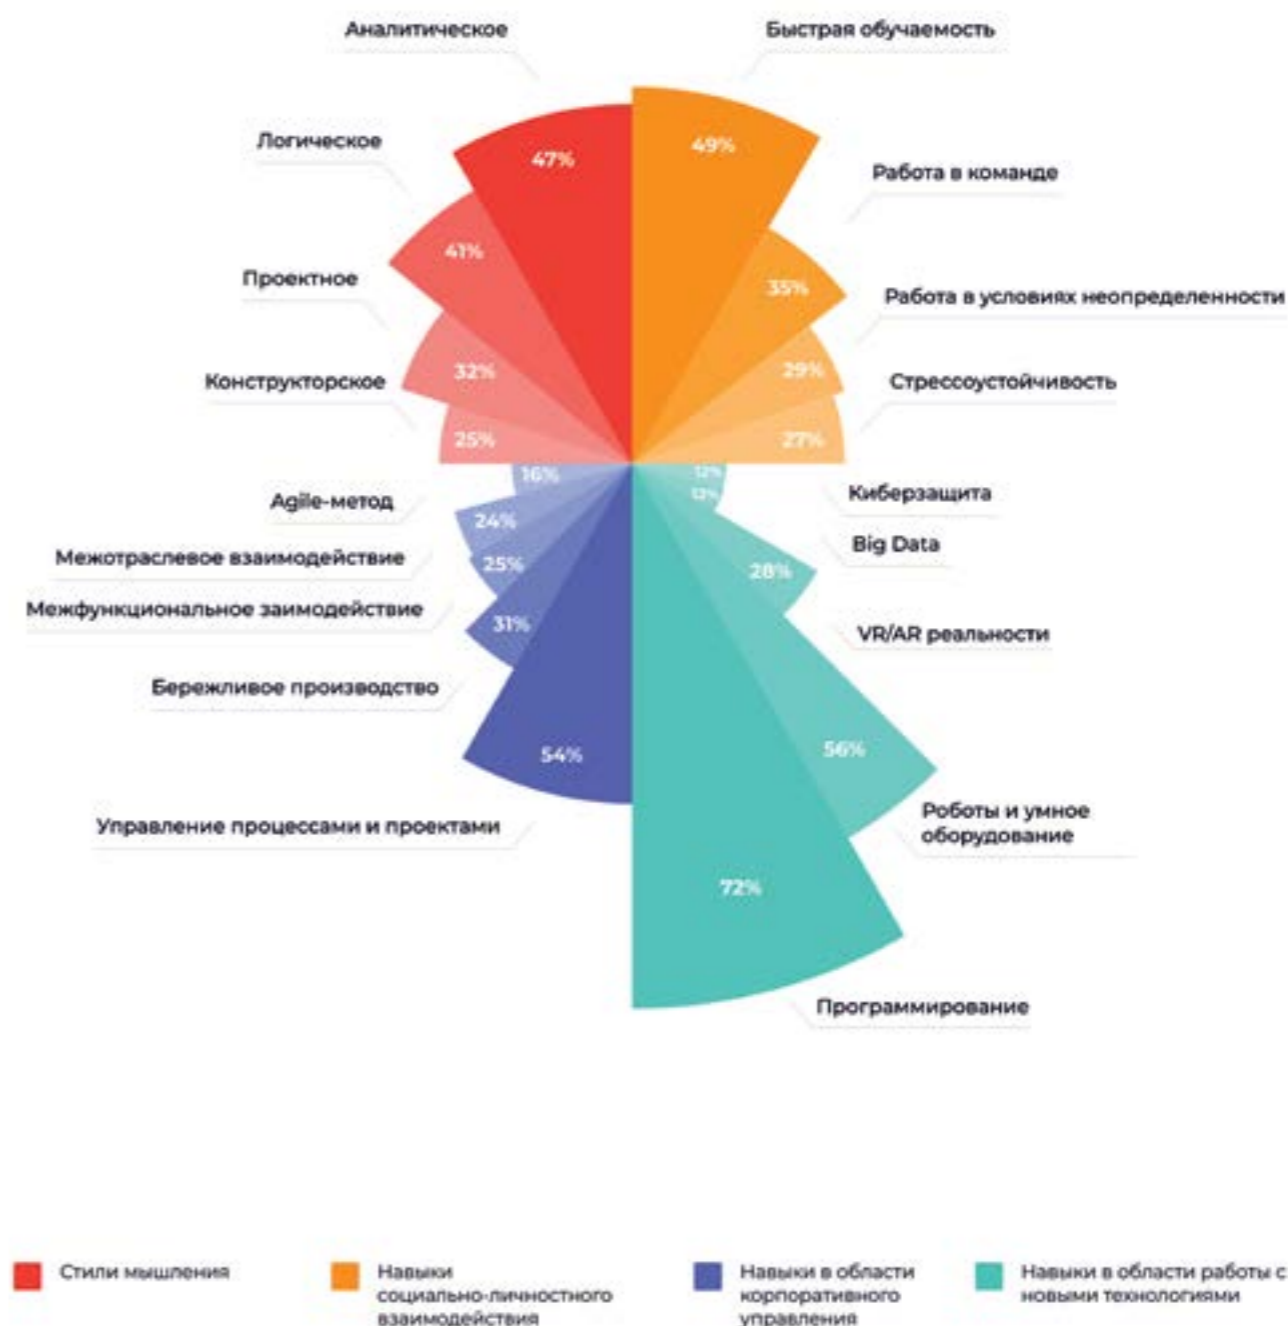 Аналитическое
Быстрая обучаемость
47%
49%
Логическое
Работа в команде
41%
35%
Проектное
Работа в условиях неопределенности
32%
29%
Конструкторское
Стрессоустойчивость
25%
27%
16%
12%
Agile-метод
Киберзащита
24%
12%
Межотраслевое взаимодействие
Big Data
25%
28%
Межфункциональное заимодействие
31%
VR/AR реальности
Бережливое производство
54%
56%
Управление процессами и проектами
Роботы и умное
оборудование
72%
Программирование
Стили мышления
Навыки
социально-личностного
взаимодействия
Навыки в области
корпоративного
управления
Навыки в области работы с
новыми технологиями